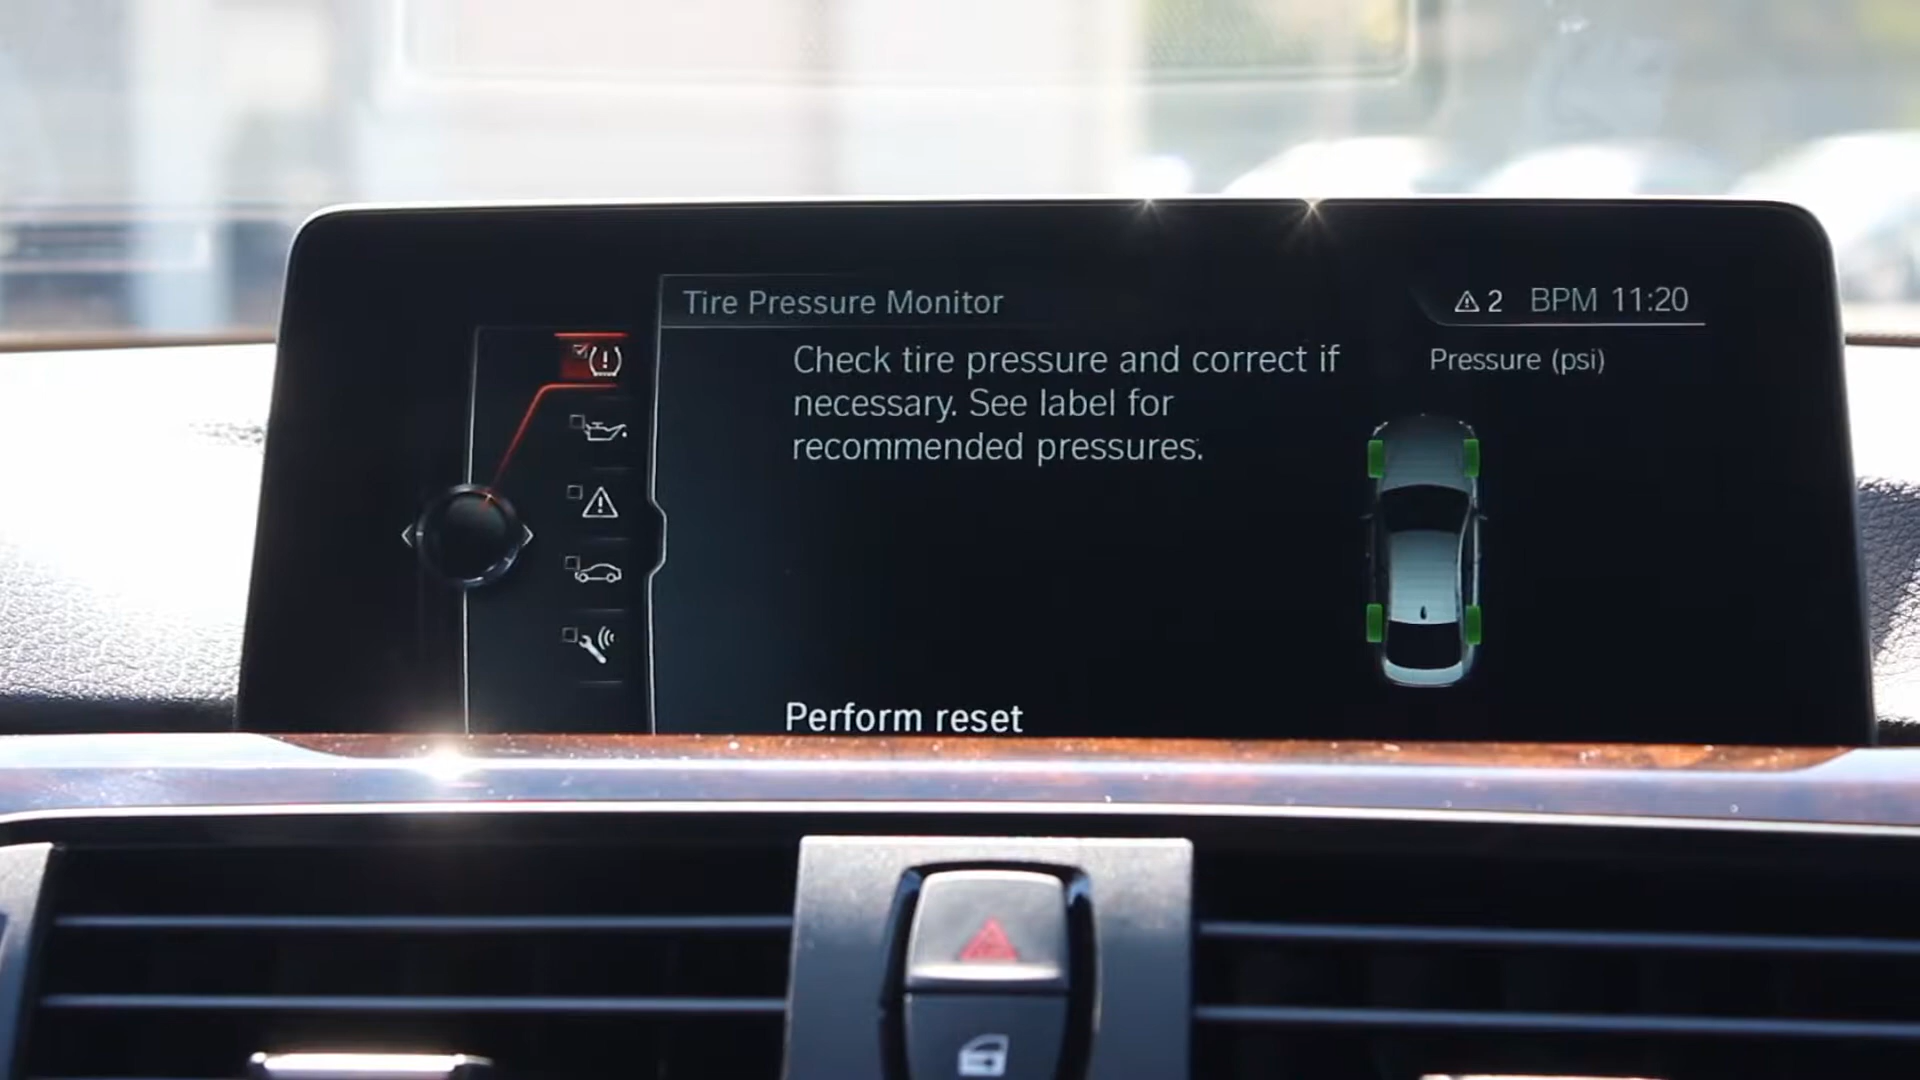 Tire Pressure Monitor
2 BPM 11:20
Check tire pressure and correct if
necessary. See label for
recommended pressures.
Pressure (psi)
Perform reset